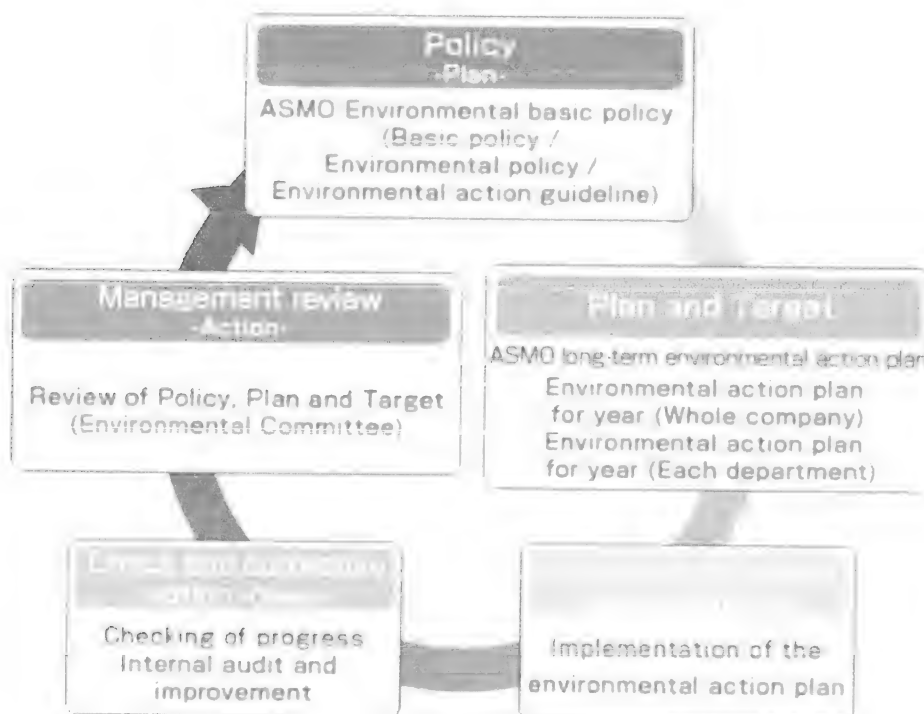 Policy
-Plan-
ASMO Environmental basic policy
(Basic policy /
Environmental policy /
Environmental action guideline)
Management review
-Action-
Review of Policy, Plan and Target
(Environmental Committee)
Plan and Target
ASMO long-term environmental action plan
Environmental action plan
for year (Whole company)
Environmental action plan
for year (Each department)
Checking of progress
Internal audit and
improvement
Implementation of the
environmental action plan